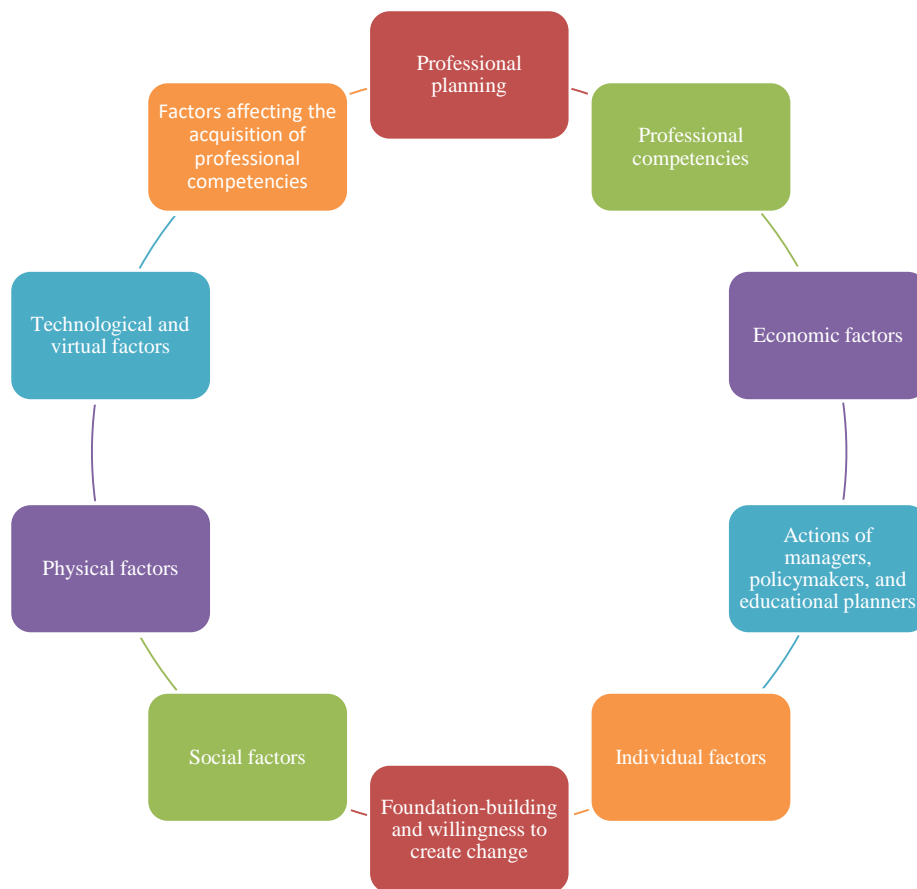 Professional
planning
Professional
competencies
Economic factors
Actions of
managers,
policymakers, and
educational planners
Individual factors
Foundation-building
and willingness to
create change
Social factors
Physical factors
Technological and
virtual factors
Factors affecting the
acquisition of
professional
competencies